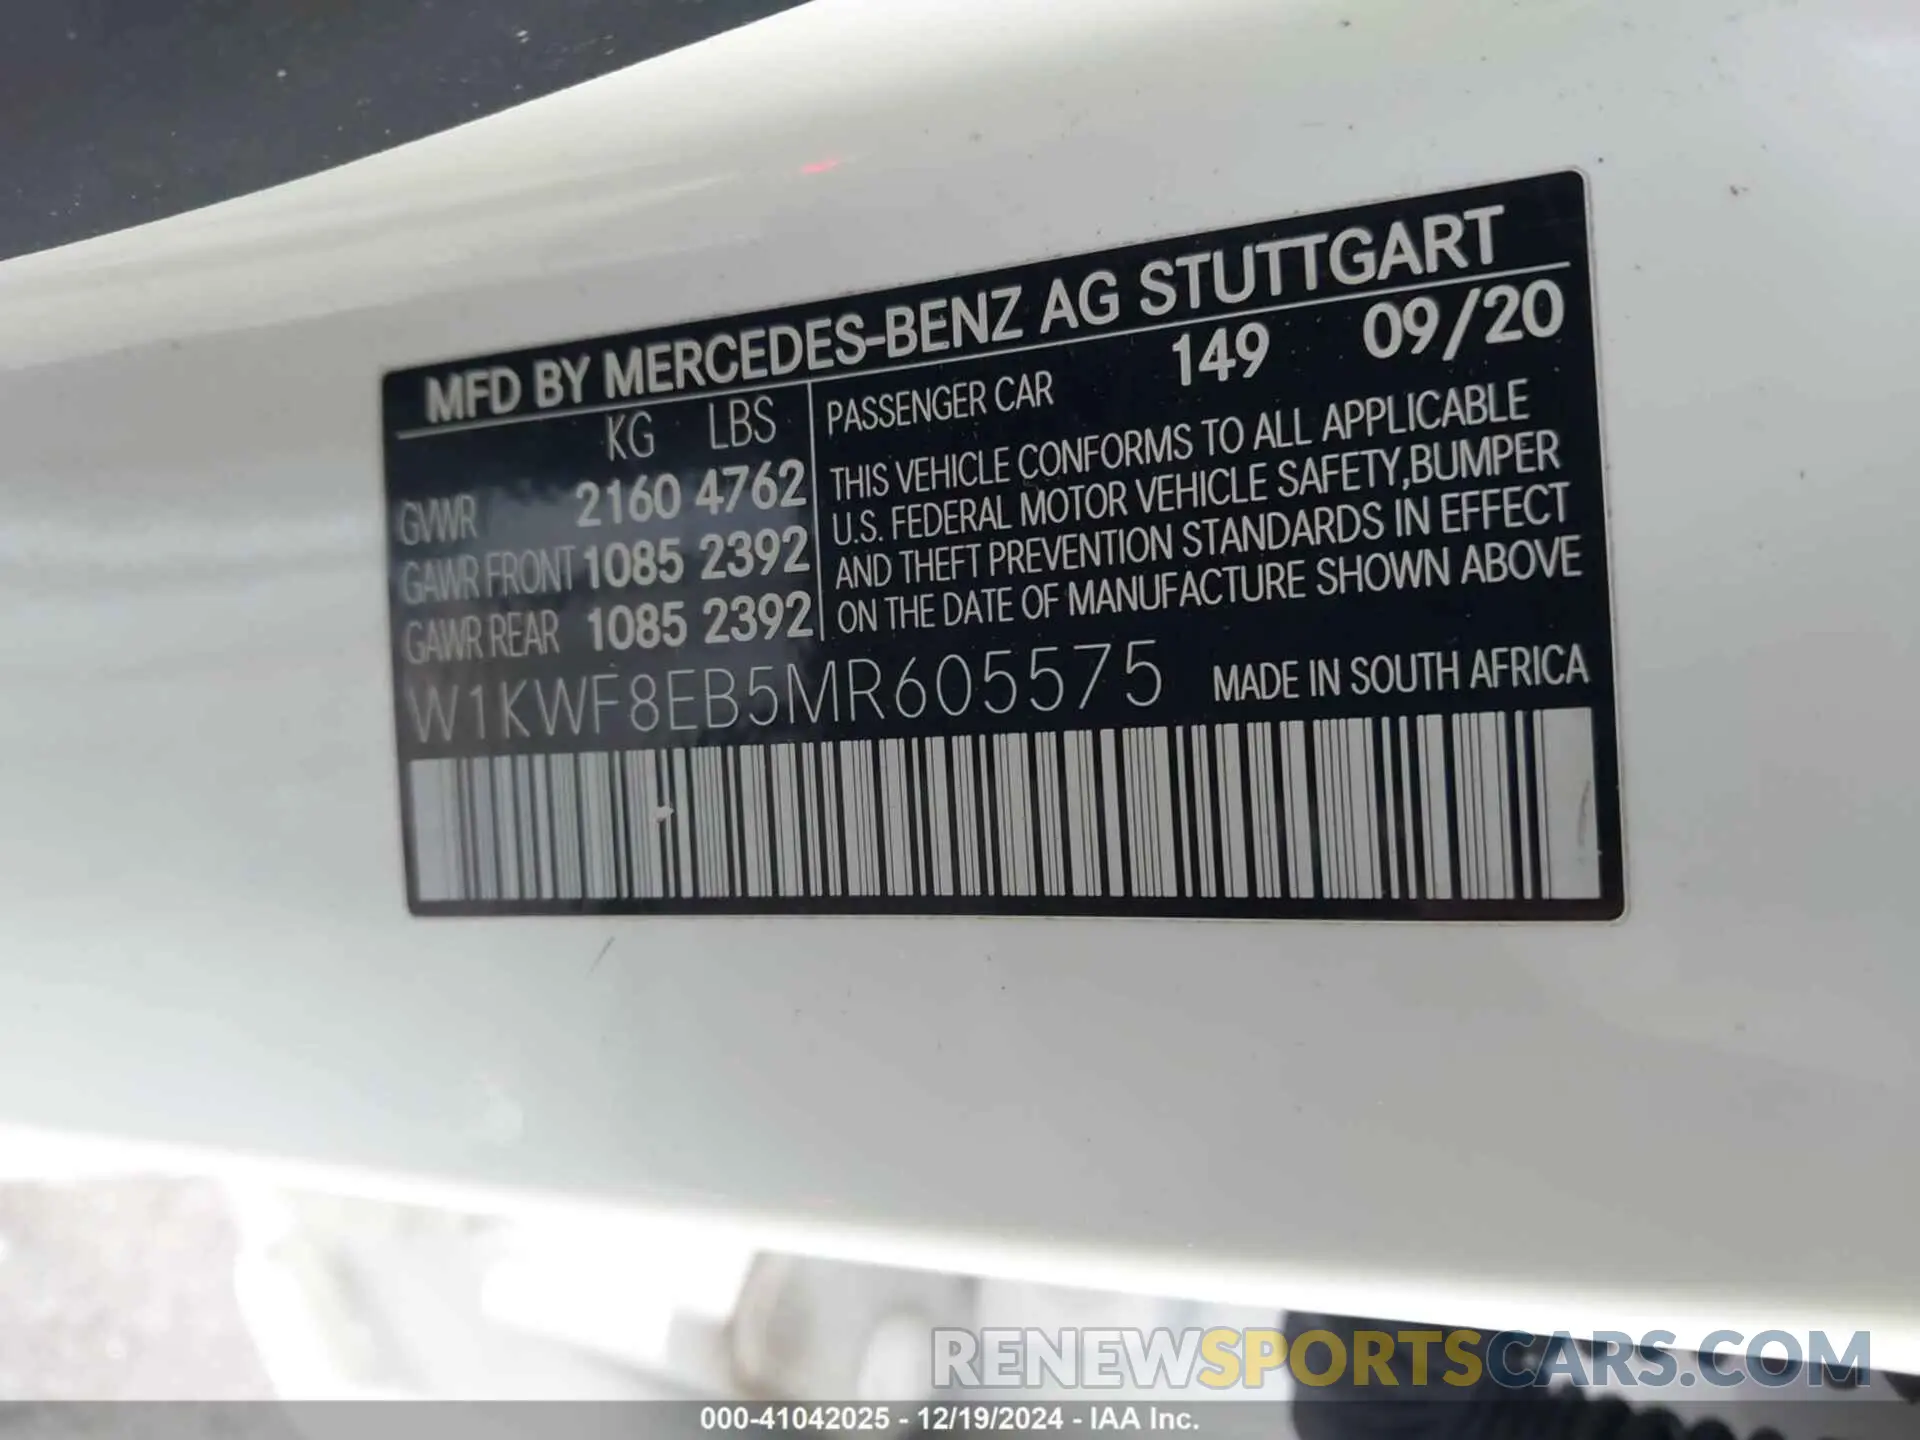 MFD BY MERCEDES-BENZ AG STUTTGART
KG LBS
GVWR 2160 4762
GAWR FRONT 1085 2392
GAWR REAR 1085 2392
PASSENGER CAR 149 09/20
THIS VEHICLE CONFORMS TO ALL APPLICABLE
U.S. FEDERAL MOTOR VEHICLE SAFETY,BUMPER
AND THEFT PREVENTION STANDARDS IN EFFECT
ON THE DATE OF MANUFACTURE SHOWN ABOVE
W1KWF8EB5MR605575 MADE IN SOUTH AFRICA
RENEWSPORTSCARS.COM
000-41042025 - 12/19/2024 - IAA Inc.